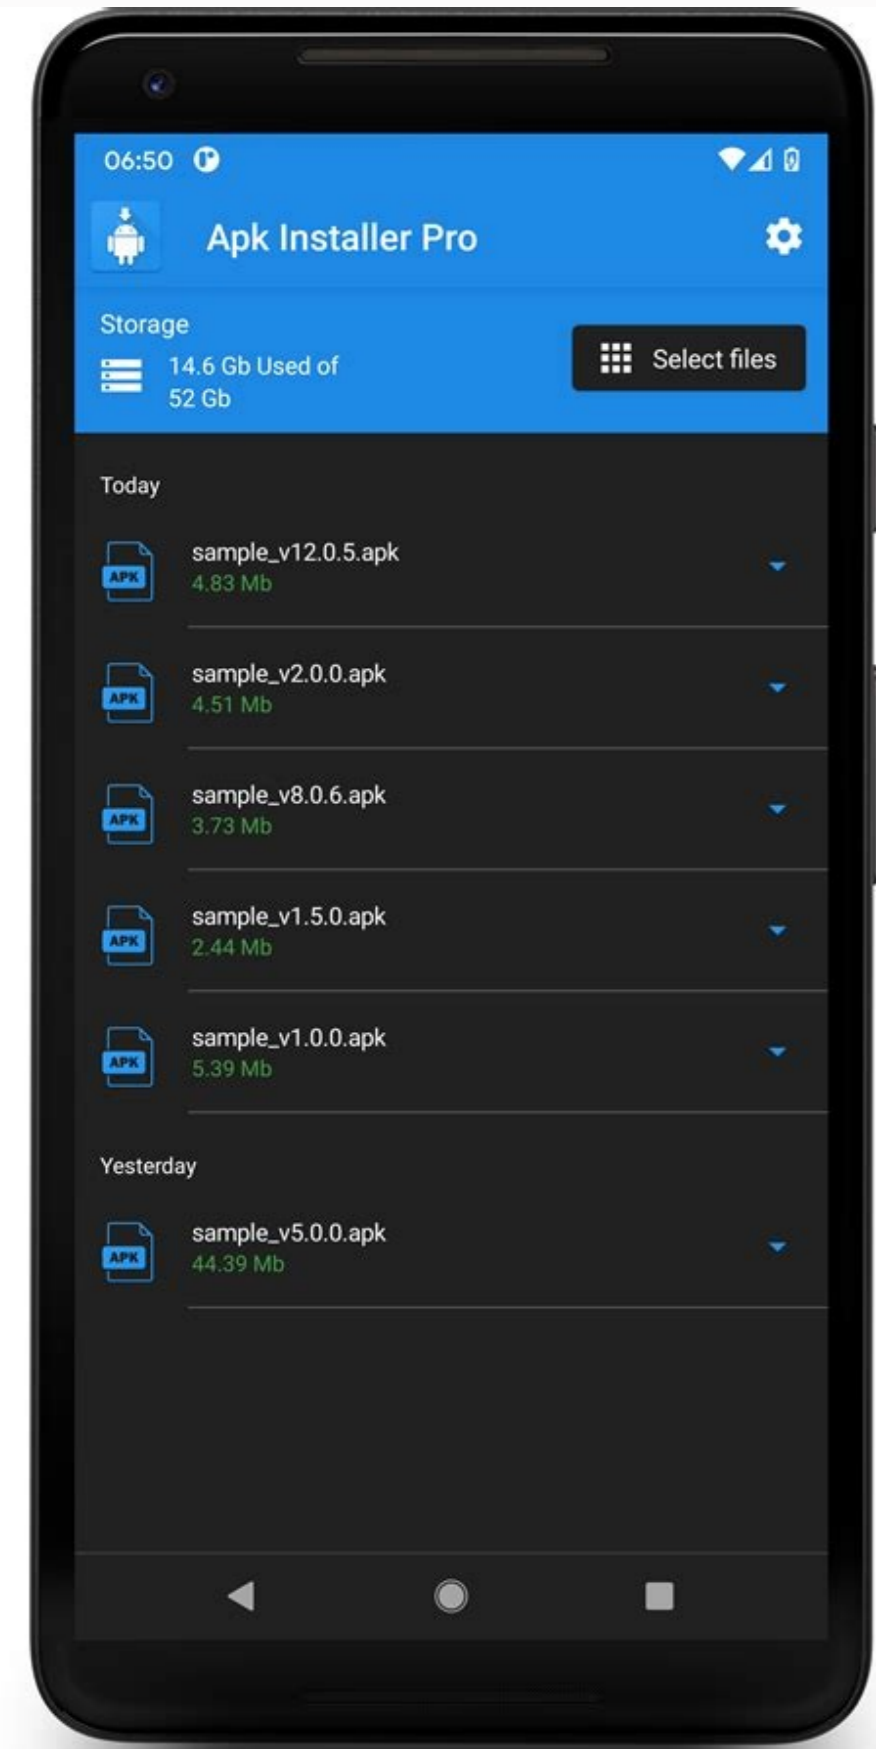 06:50
Apk Installer Pro
Storage
14.6 Gb Used of
52 Gb
Select files
Today
APK
sample_v12.0.5.apk
4.83 Mb
APK
sample_v2.0.0.apk
4.51 Mb
APK
sample_v8.0.6.apk
3.73 Mb
APK
sample_v1.5.0.apk
2.44 Mb
APK
sample_v1.0.0.apk
5.39 Mb
Yesterday
APK
sample_v5.0.0.apk
44.39 Mb